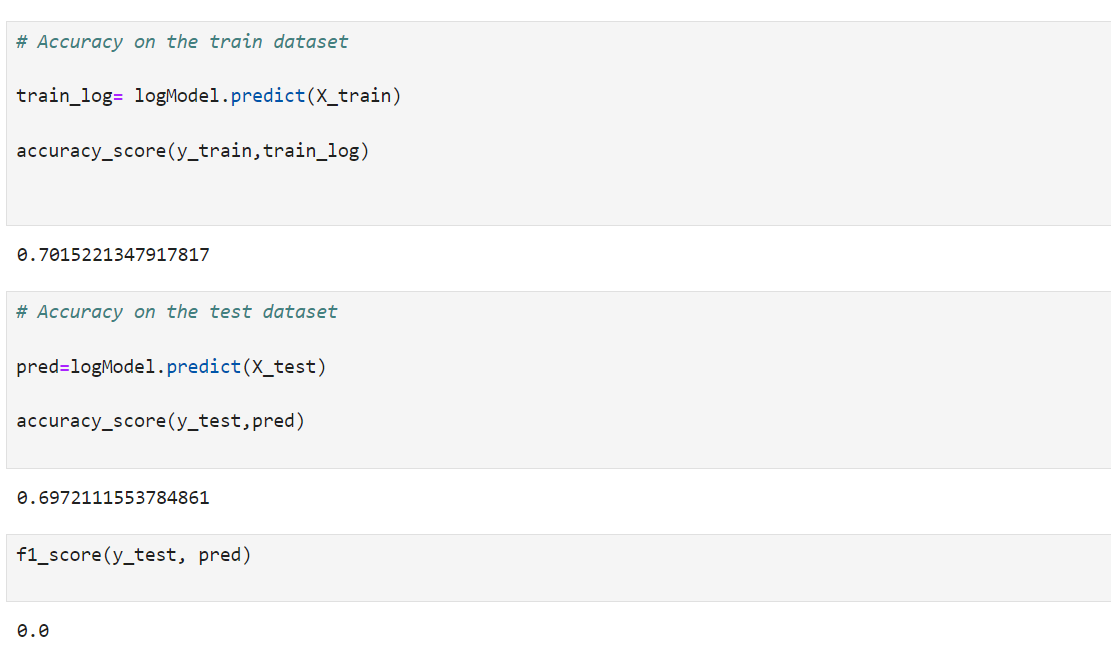 # Accuracy on the train dataset
train_log= logModel.predict(X_train)
accuracy_score(y_train,train_log)
0.7015221347917817
# Accuracy on the test dataset
pred=logModel.predict(X_test)
accuracy_score(y_test,pred)
0.6972111553784861
f1_score(y_test, pred)
0.0